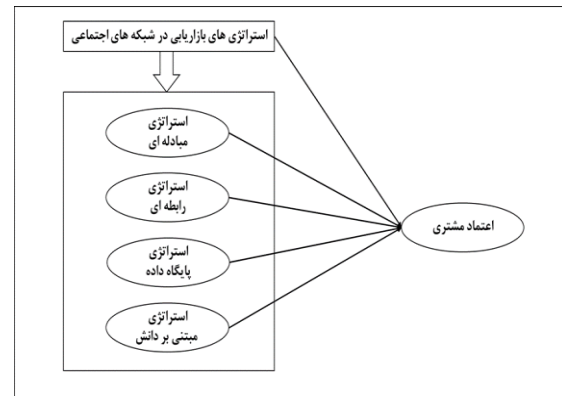 استراتژی های بازاریابی در شبکه های اجتماعی
استراتژی
مبادله ای
استراتژی
رابطه ای
استراتژی
پایگاه داده
استراتژی
مبتنی بر دانش
اعتماد مشتری